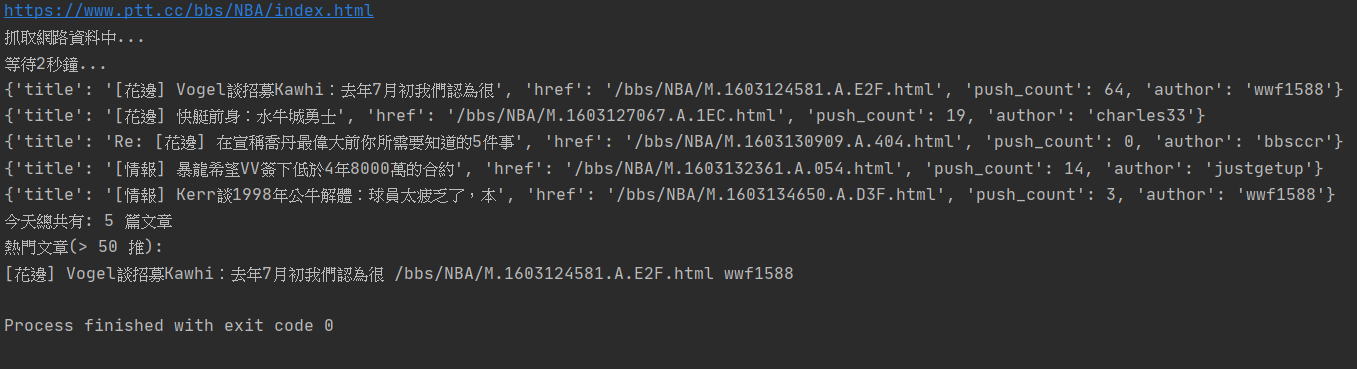 https://www.ptt.cc/bbs/NBA/index.html
抓取網路資料中...
等待2秒鐘...
{'title': '[花邊] Vogel談招募Kawhi：去年7月初我們認為很', 'href': '/bbs/NBA/M.1603124581.A.E2F.html', 'push_count': 64, 'author': 'wwf1588'}
{'title': '[花邊] 快艇前身：水牛城勇士', 'href': '/bbs/NBA/M.1603127067.A.1EC.html', 'push_count': 19, 'author': 'charles33'}
{'title': 'Re: [花邊] 在宣稱喬丹最偉大前你所需要知道的5件事', 'href': '/bbs/NBA/M.1603130909.A.404.html', 'push_count': 0, 'author': 'bbsccr'}
{'title': '[情報] 暴龍希望VV簽下低於4年8000萬的合約', 'href': '/bbs/NBA/M.1603132361.A.054.html', 'push_count': 14, 'author': 'justgetup'}
{'title': '[情報] Kerr談1998年公牛解體：球員太疲乏了，本', 'href': '/bbs/NBA/M.1603134650.A.D3F.html', 'push_count': 3, 'author': 'wwf1588'}
今天總共有: 5 篇文章
熱門文章(> 50 推):
[花邊] Vogel談招募Kawhi：去年7月初我們認為很 /bbs/NBA/M.1603124581.A.E2F.html wwf1588
Process finished with exit code 0